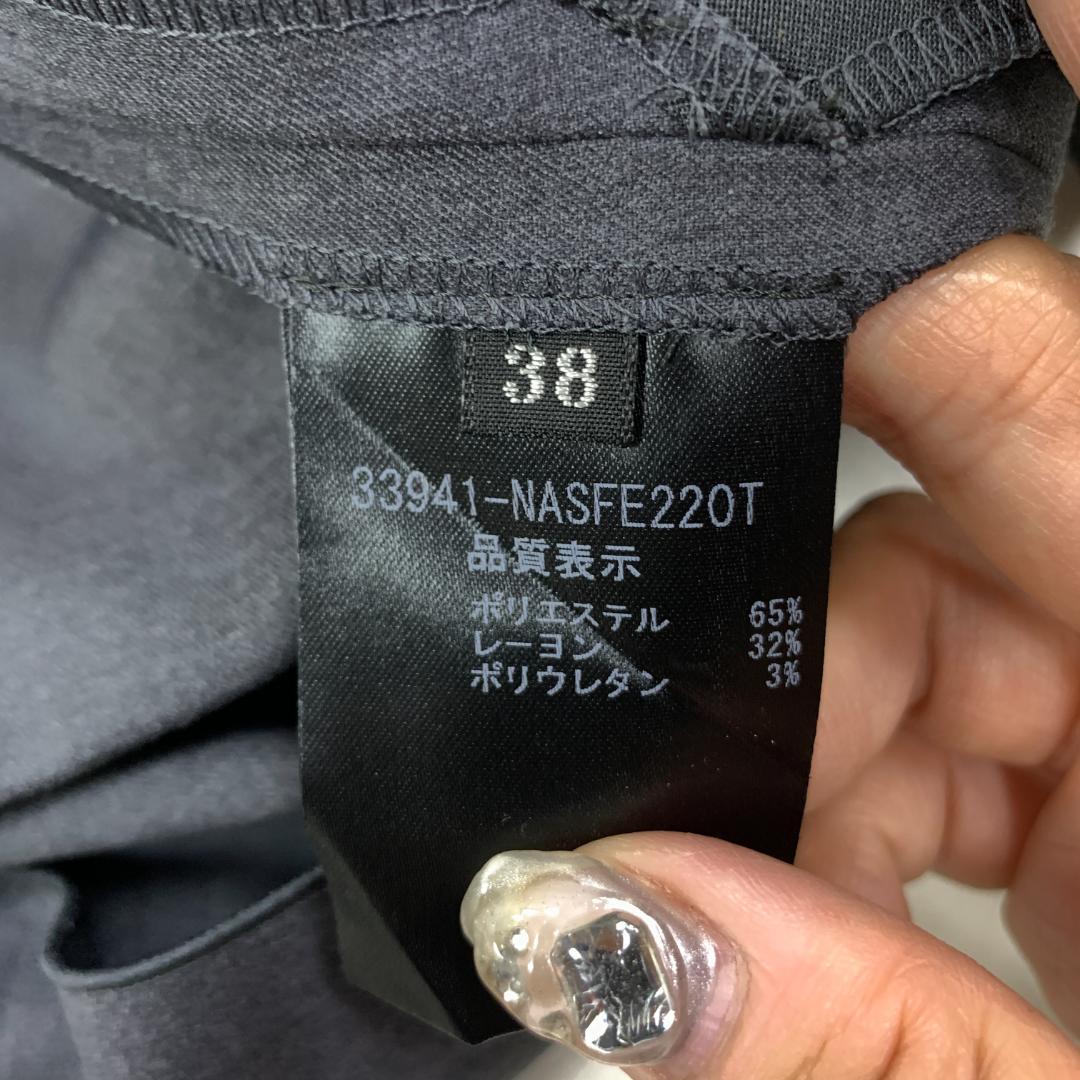 38
33941-NASFE220T
品質表示
ポリエステル 65%
レーヨン 32%
ポリウレタン 3%